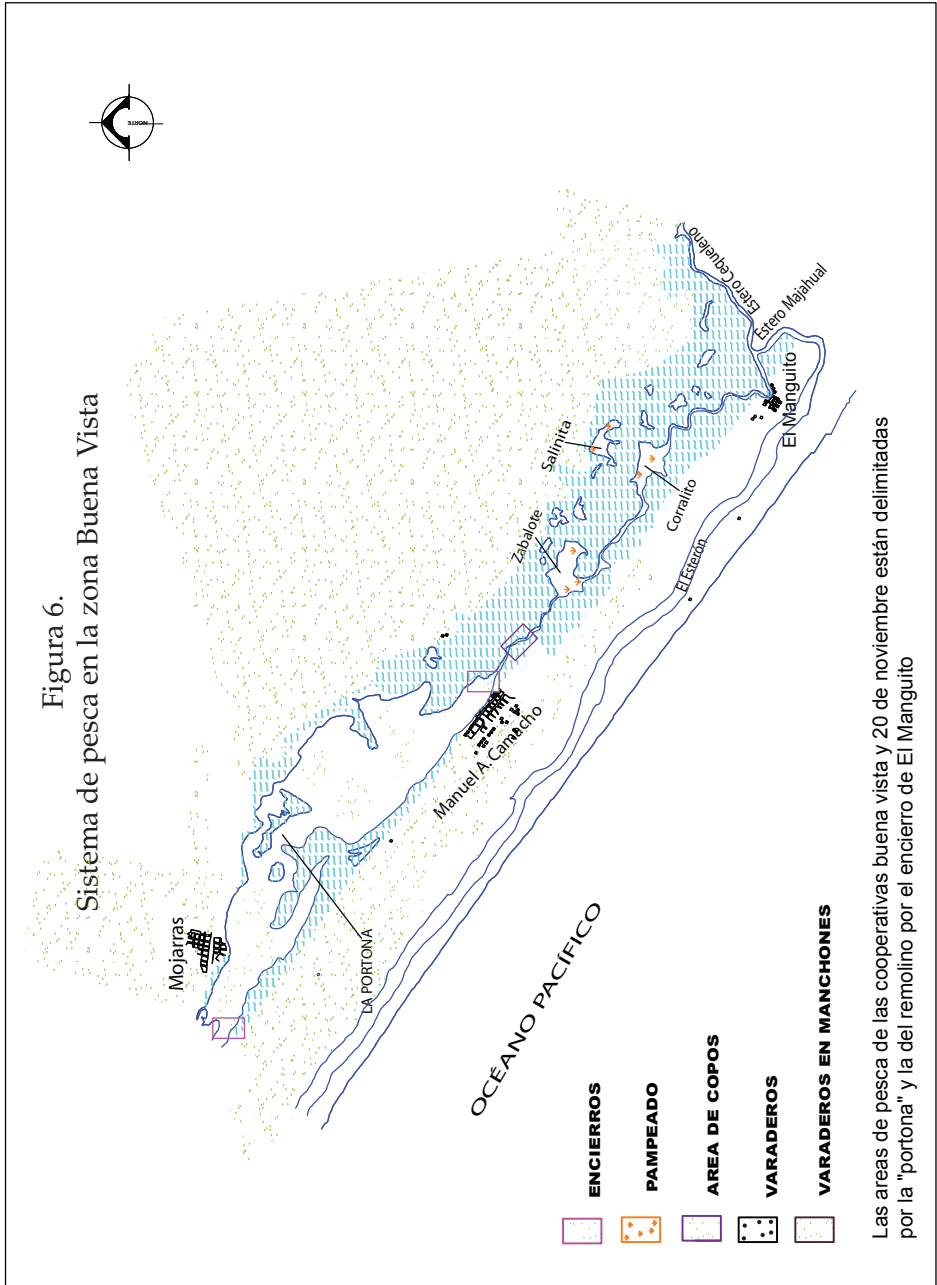 Figura 6.
Sistema de pesca en la zona Buena Vista
NORTE
Mojarras
LA PORTONA
Manuel A. Camacho
Zabalote
Salinita
Corralito
Estero Cequeleno
Estero Majahual
El Manguito
El Esterón
OCÉANO PACÍFICO
ENCIERROS
PAMPEADO
AREA DE COPOS
VARADEROS
VARADEROS EN MANCHONES
Las areas de pesca de las cooperativas buena vista y 20 de noviembre están delimitadas
por la "portona" y la del remolino por el encierro de El Manguito